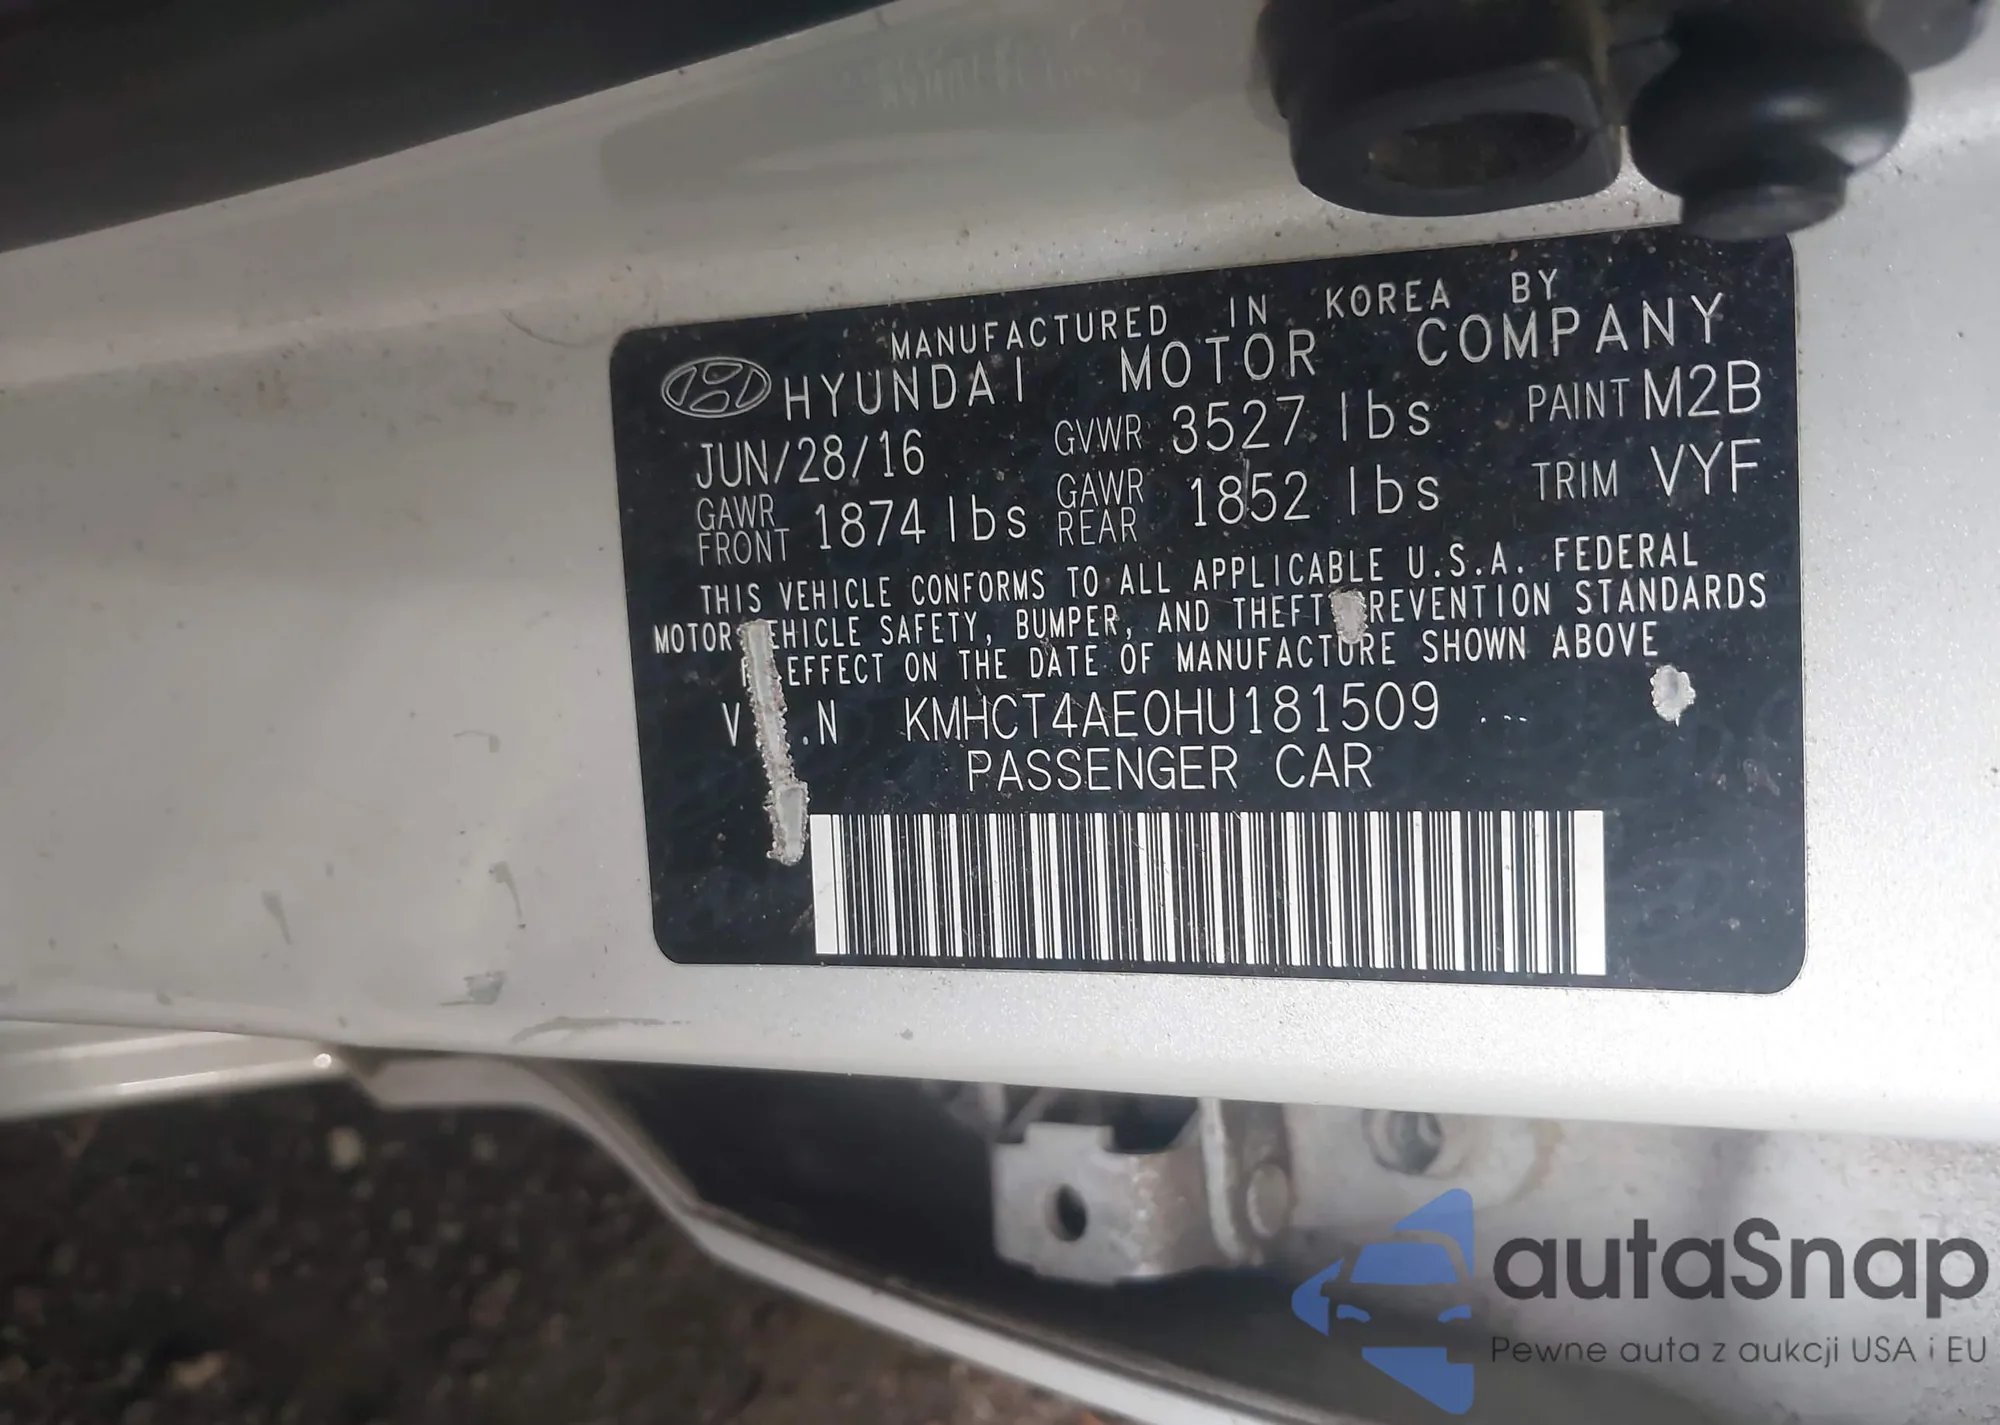 MANUFACTURED IN KOREA BY
HYUNDAI MOTOR COMPANY
JUN/28/16 GVWR 3527 lbs PAINT M2B
GAWR FRONT 1874 lbs GAWR REAR 1852 lbs TRIM VYF
THIS VEHICLE CONFORMS TO ALL APPLICABLE U.S.A. FEDERAL
MOTOR EHICLE SAFETY, BUMPER, AND THEFT REVENTION STANDARDS
EFFECT ON THE DATE OF MANUFACTURE SHOWN ABOVE
V .N KMHCT4AE0HU181509
PASSENGER CAR
autaSnap
Pewne auta z aukcji USA i EU